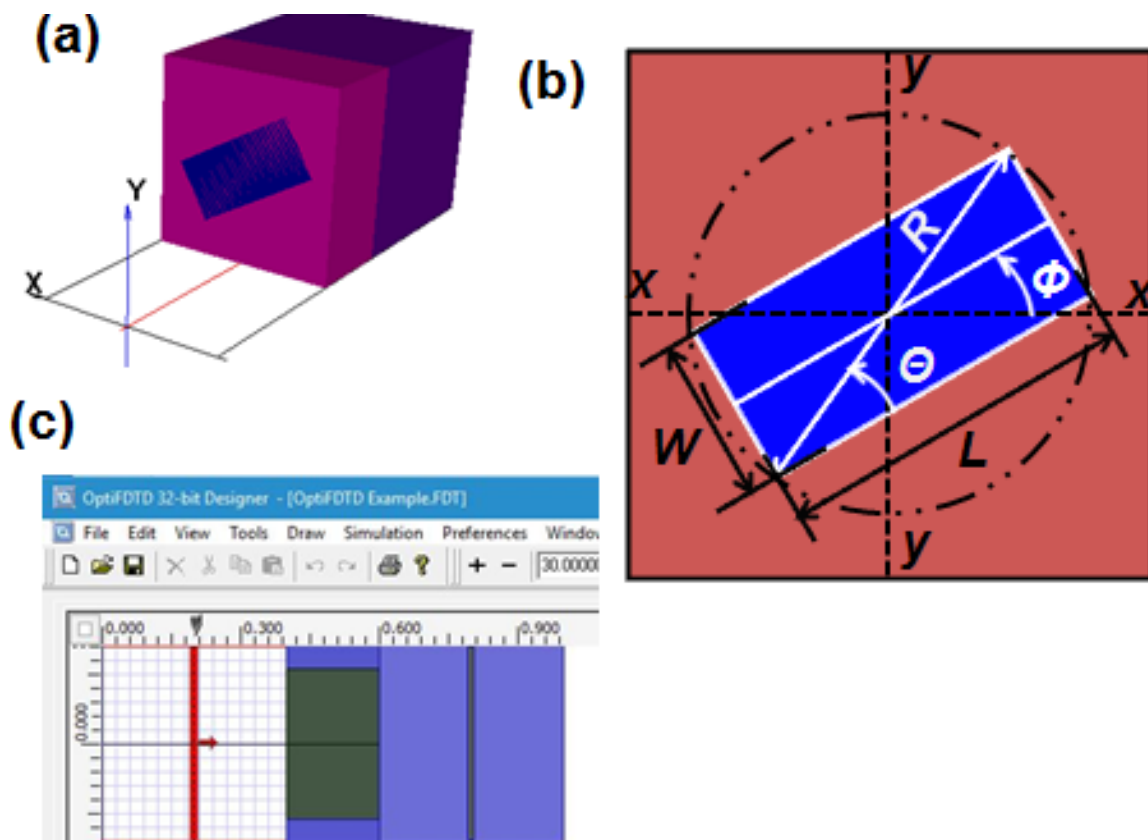 (a)
Y
X
(b)
y
R
Φ
x
x
Θ
W
L
y
(c)
OptiFDTD 32-bit Designer - [OptiFDTD Example.FDT]
File Edit View Tools Draw Simulation Preferences
30.00000
0.000 0.300 0.600 0.900
0.000